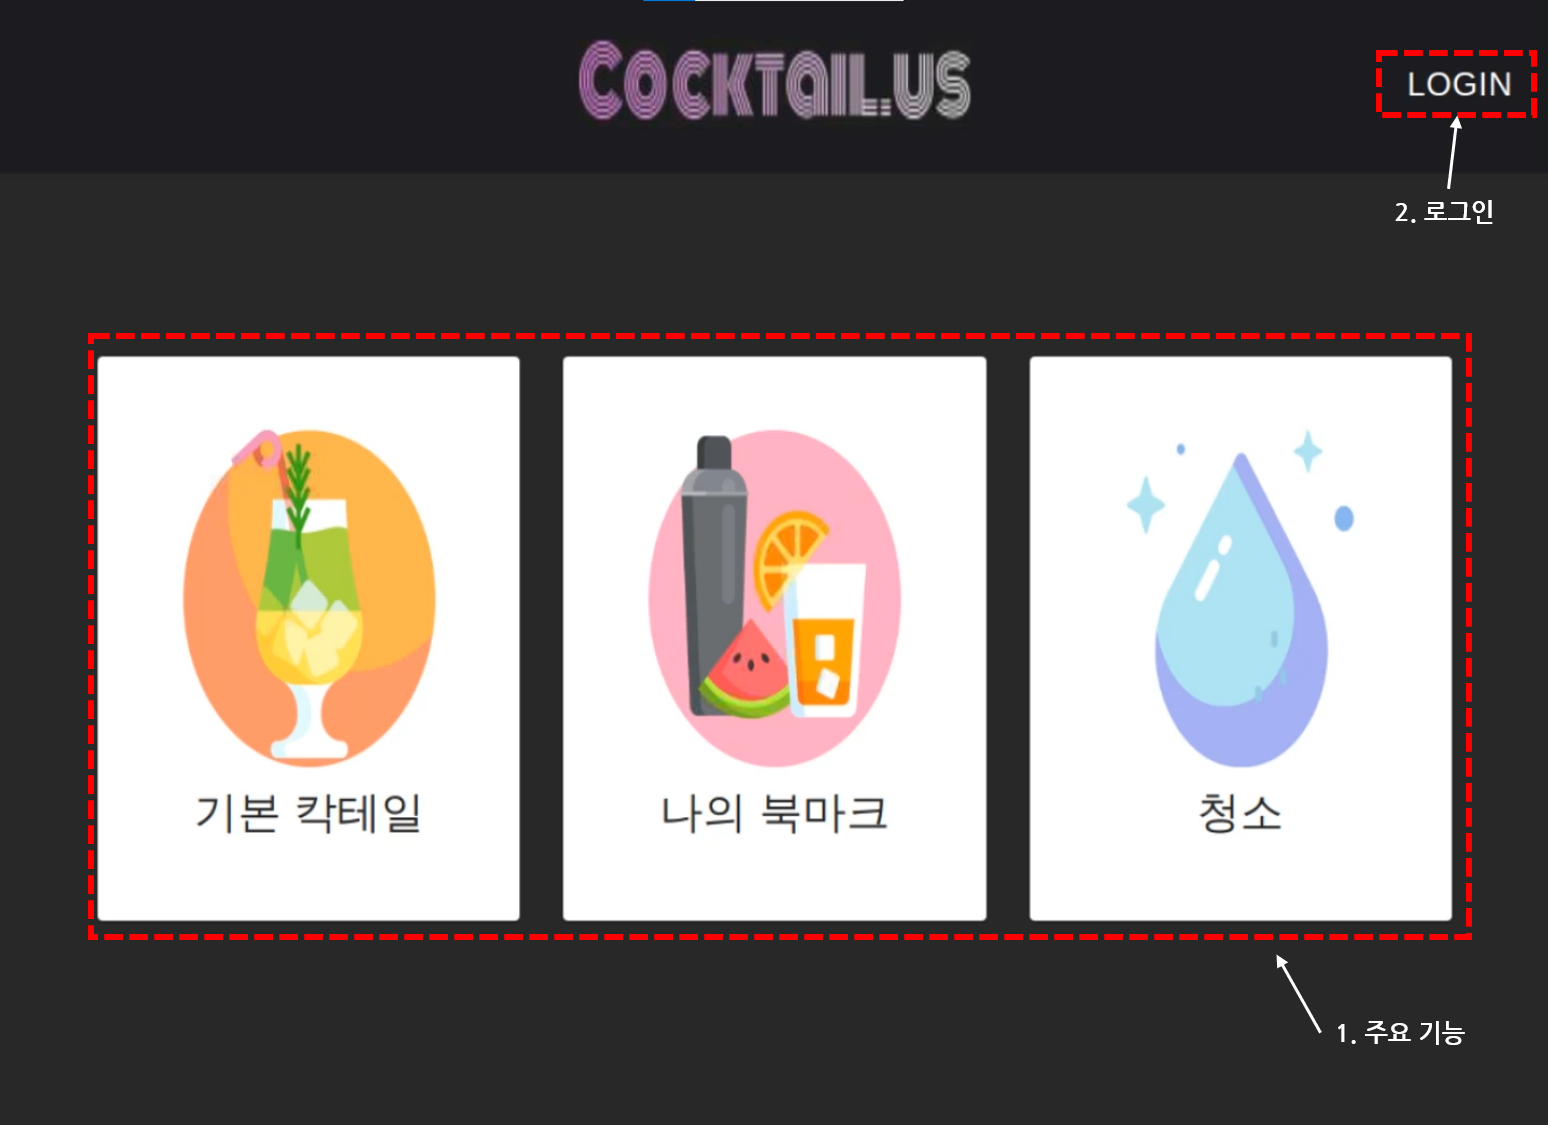 COCKTAIL.US
LOGIN
2. 로그인
기본 칵테일
나의 북마크
청소
1. 주요 기능